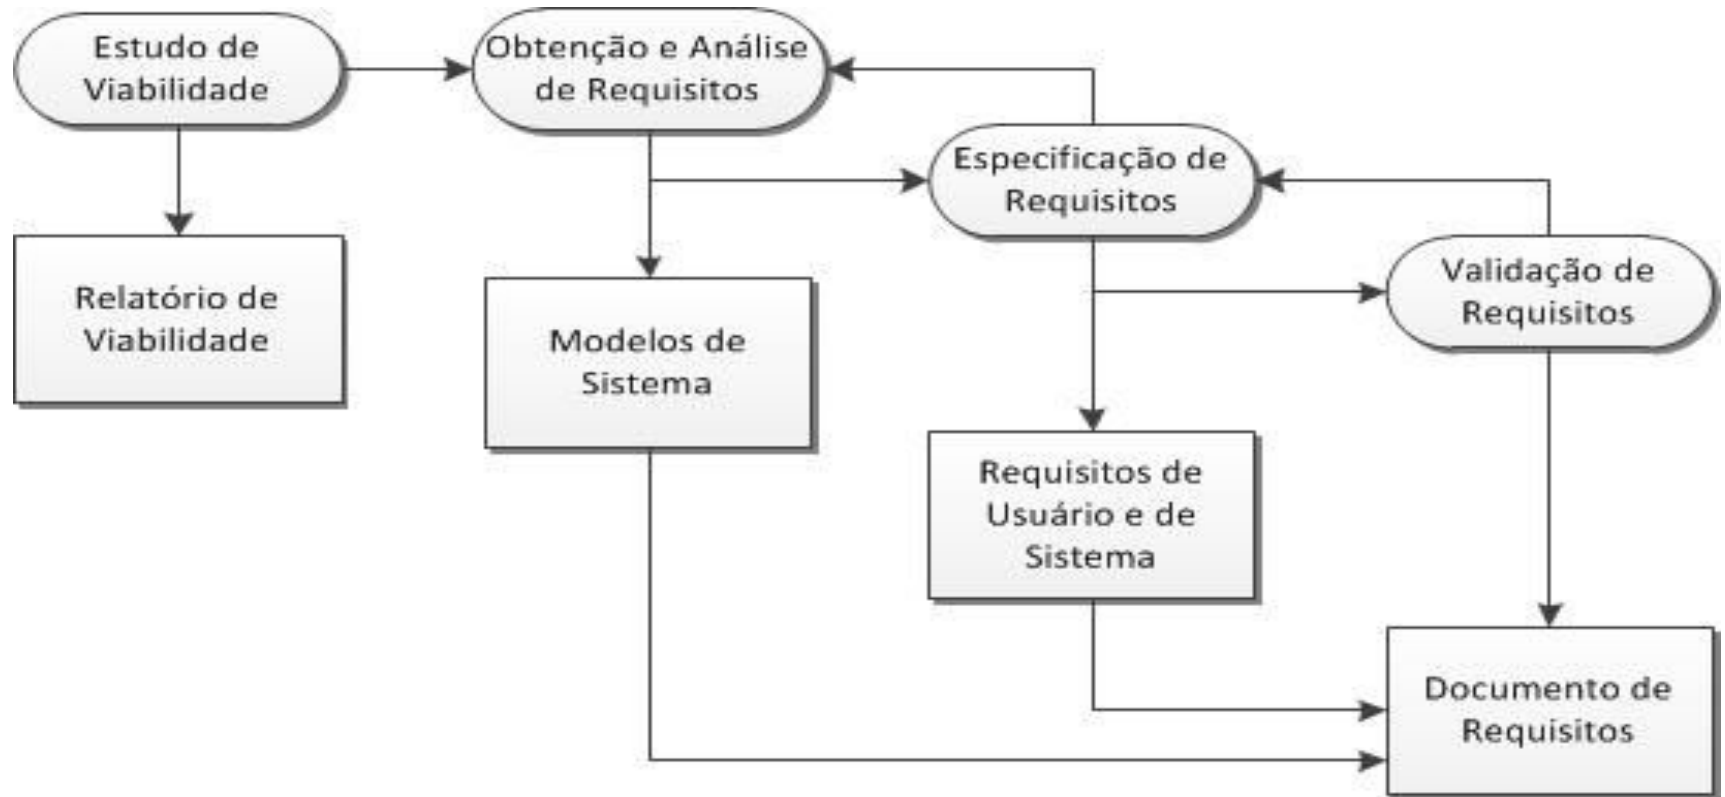 Estudo de
Viabilidade
Obtenção e Análise
de Requisitos
Especificação de
Requisitos
Validação de
Requisitos
Relatório de
Viabilidade
Modelos de
Sistema
Requisitos de
Usuário e de
Sistema
Documento de
Requisitos